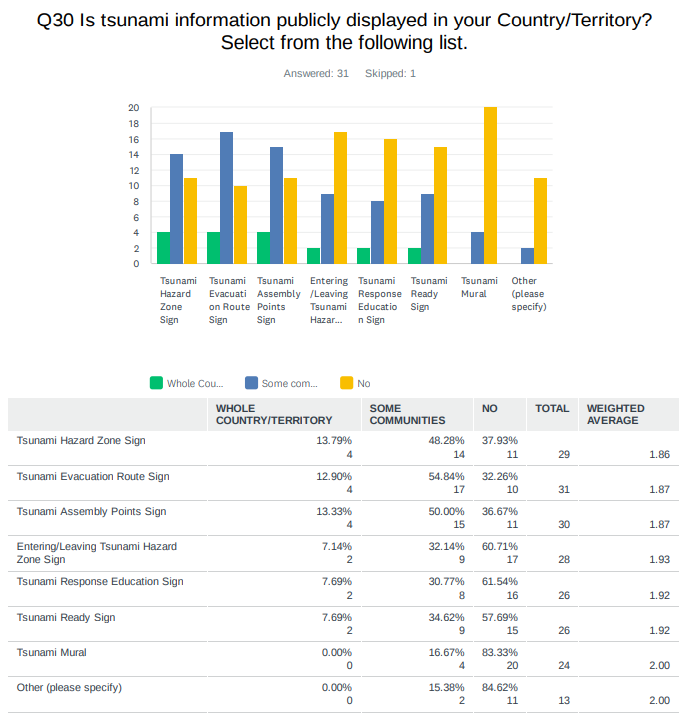 Q30 Is tsunami information publicly displayed in your Country/Territory?
Select from the following list.
Answered: 31 Skipped: 1
20
18
16
14
12
10
8
6
4
2
0
Tsunami Hazard Zone Sign
Tsunami Evacuati on Route Sign
Tsunami Assembly Points Sign
Entering /Leaving Tsunami Hazar...
Tsunami Response Educatio n Sign
Tsunami Ready Sign
Tsunami Mural
Other (please specify)
Whole Cou... Some com... No
WHOLE COUNTRY/TERRITORY SOME COMMUNITIES NO TOTAL WEIGHTED AVERAGE
Tsunami Hazard Zone Sign 13.79% 48.28% 37.93%
4 14 11 29 1.86
Tsunami Evacuation Route Sign 12.90% 54.84% 32.26%
4 17 10 31 1.87
Tsunami Assembly Points Sign 13.33% 50.00% 36.67%
4 15 11 30 1.87
Entering/Leaving Tsunami Hazard 7.14% 32.14% 60.71%
Zone Sign 2 9 17 28 1.93
Tsunami Response Education Sign 7.69% 30.77% 61.54%
2 8 16 26 1.92
Tsunami Ready Sign 7.69% 34.62% 57.69%
2 9 15 26 1.92
Tsunami Mural 0.00% 16.67% 83.33%
0 4 20 24 2.00
Other (please specify) 0.00% 15.38% 84.62%
0 2 11 13 2.00